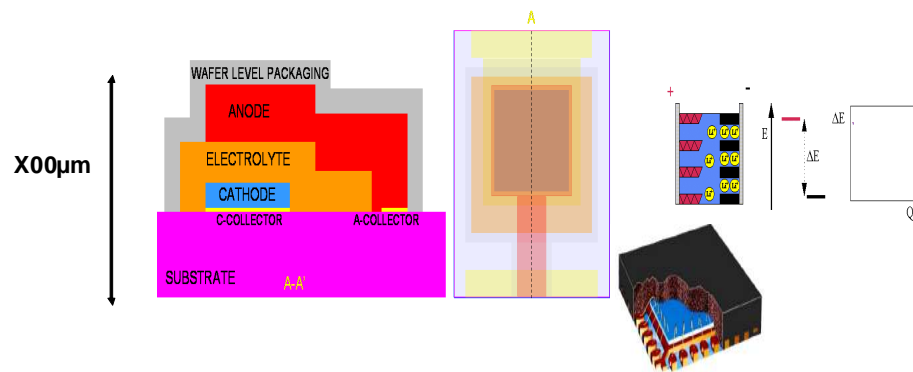 X00µm
WAFER LEVEL PACKAGING
ANODE
ELECTROLYTE
CATHODE
C-COLLECTOR
A-COLLECTOR
SUBSTRATE
A-A'
A
+
-
E
ΔE
ΔE
Q